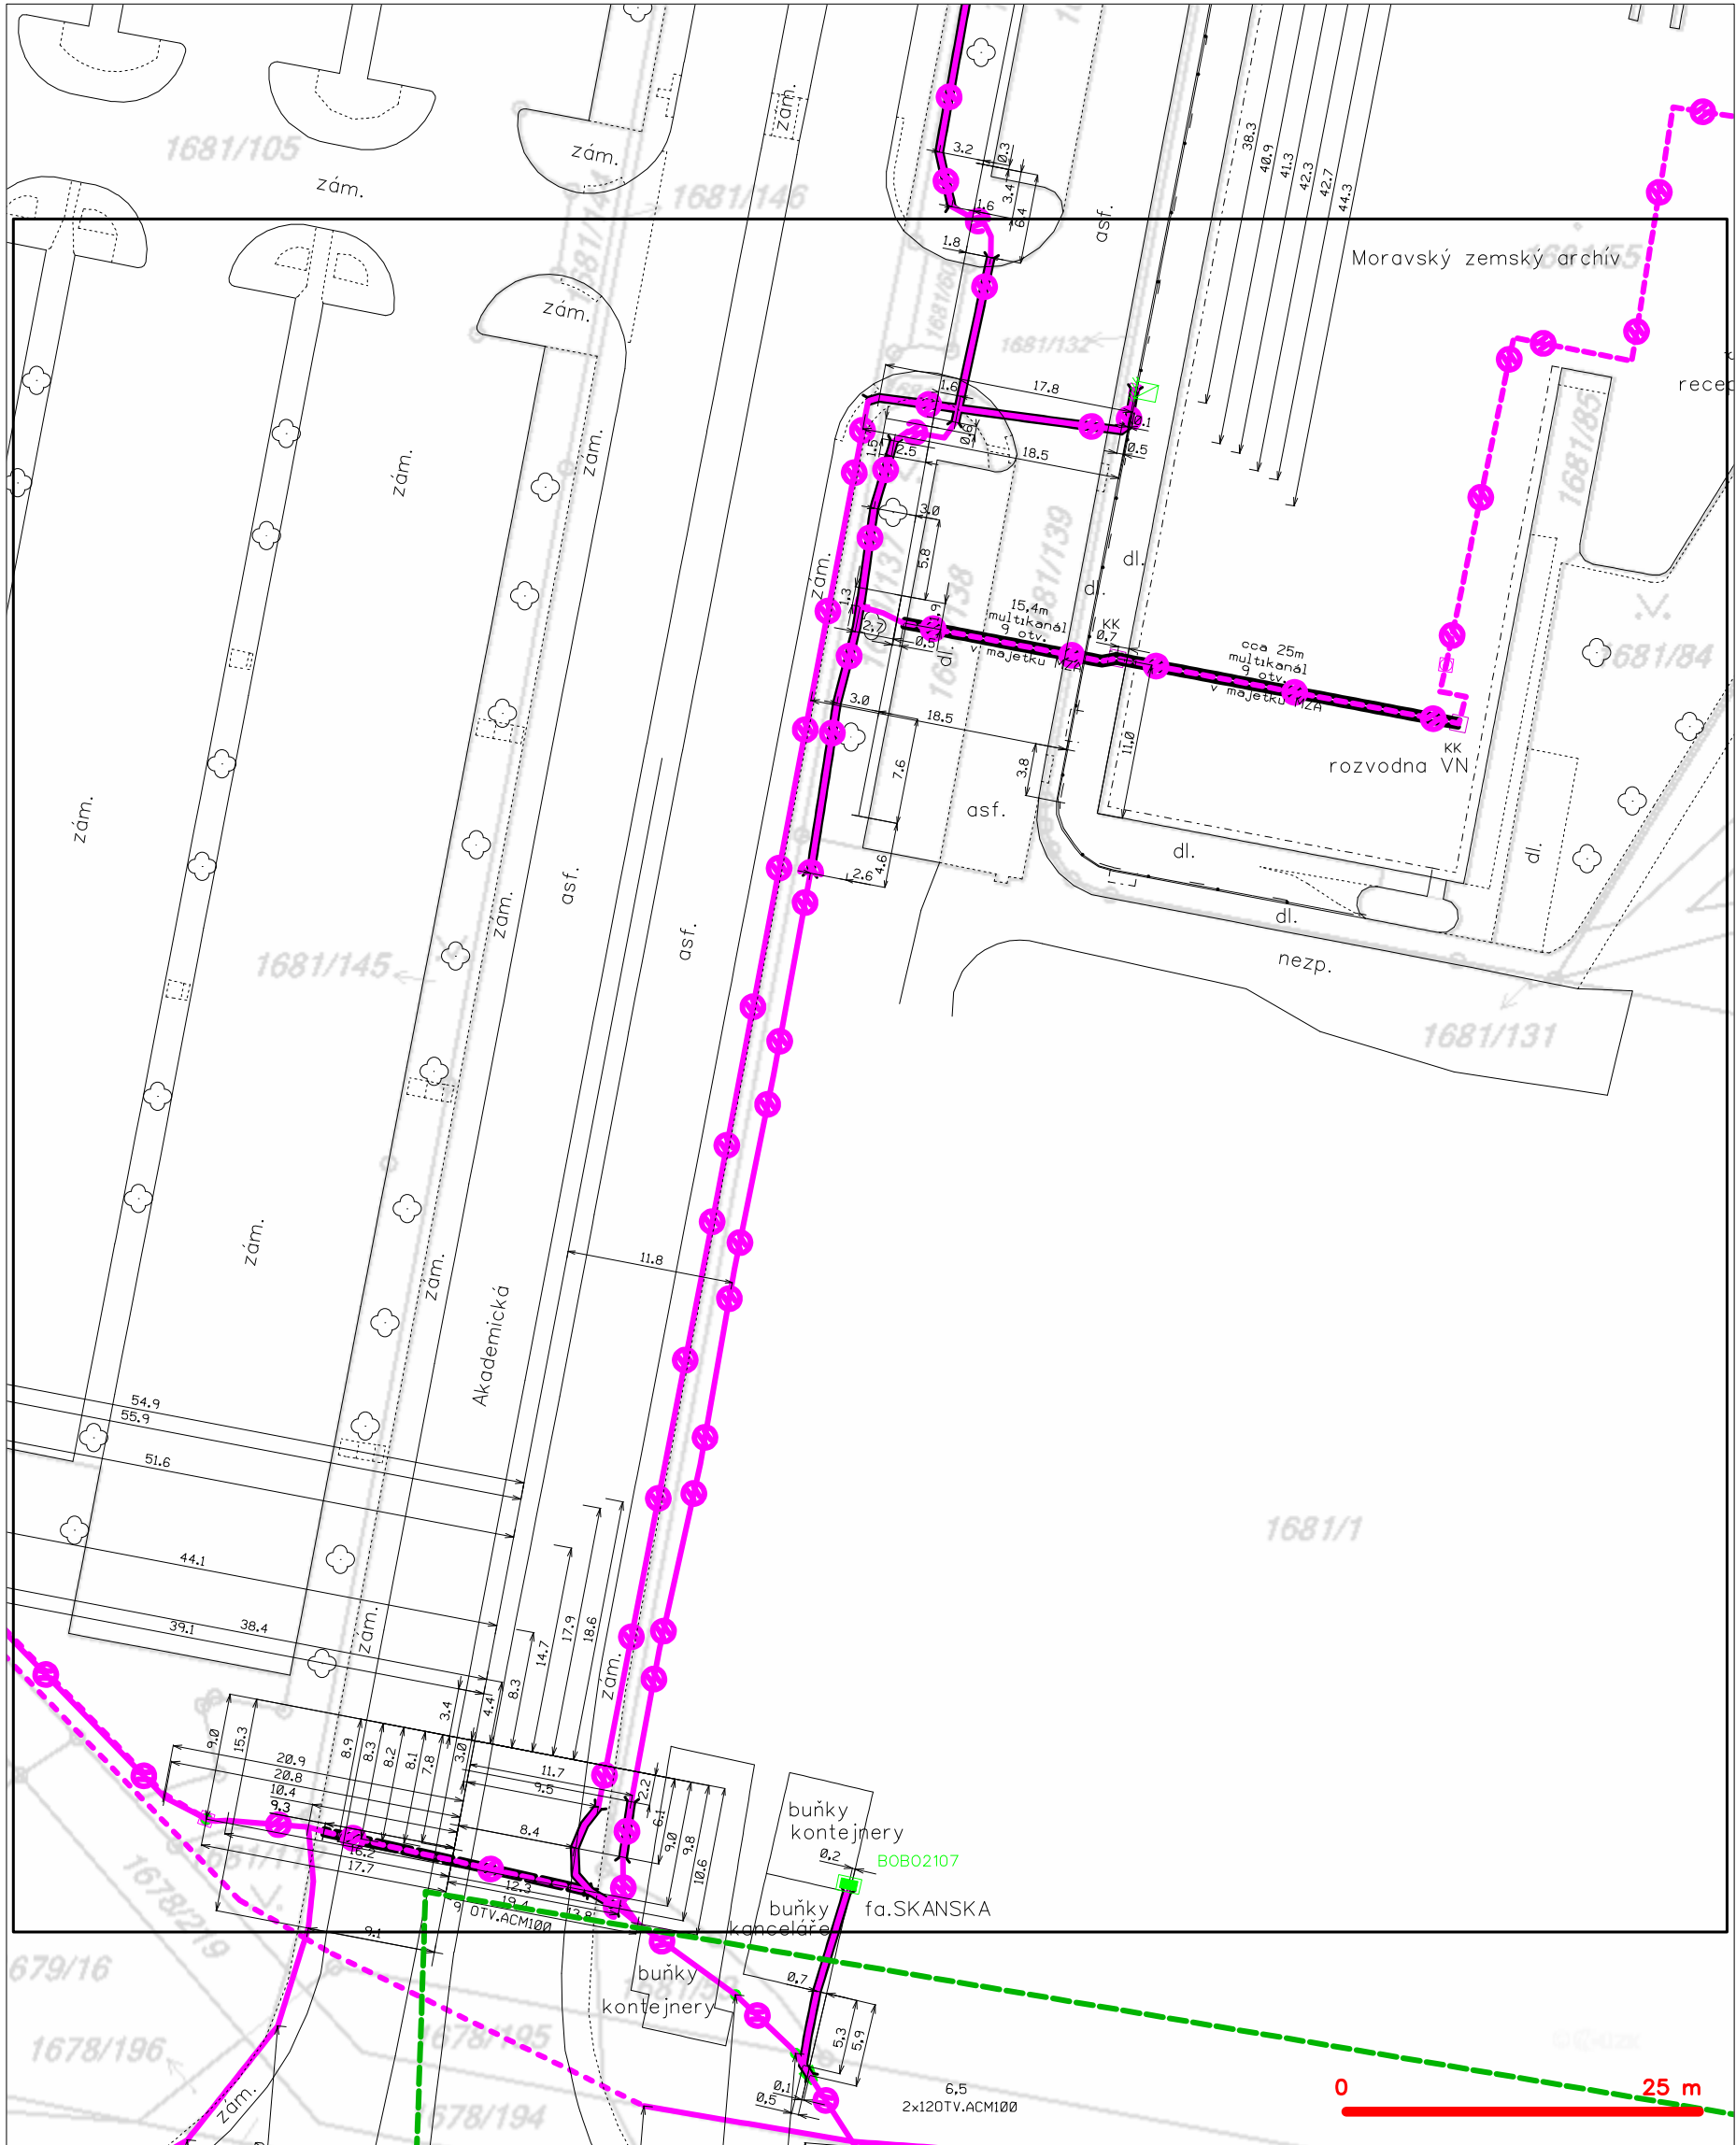 zám.
1681/105
zám.
zám.
1681/144
1681/146
3.2
0.3
3.4
6.4
1.6
1.8
asf.
38.3
40.9
41.3
42.3
42.7
44.3
Moravský zemský archív
1681/55
zám.
1681/60
1681/132
17.8
1.6
0.1
0.6
1.5
2.5
18.5
0.5
1681/85
zám.
zám.
3.0
5.8
zám.
1681/139
dl.
dl.
1.3
2.7
0.5
15,4m
multikanál
9 otv.
v majetku MZA
KK
0.7
cca 25m
multikanál
9 otv.
v majetku MZA
dl.
1681/84
3.0
18.5
11.0
7.6
3.8
KK
rozvodna VN
zám.
asf.
dl.
dl.
4.6
2.6
asf.
zám.
asf.
dl.
nezp.
1681/145
1681/131
zám.
zám.
11.8
Akademická
54.9
55.9
51.6
44.1
38.4
39.1
1681/1
zám.
zám.
3.4
4.4
8.3
14.7
17.9
18.6
9.0
15.3
20.9
20.8
10.4
9.3
8.9
8.3
8.2
8.1
7.8
3.0
11.7
9.5
2.2
6.1
9.0
9.8
10.6
8.4
16.2
17.7
12.3
19.4
13.8
9 OTV.ACM100
9.1
buňky
kontejnery
0.2
BOBO2107
buňky
kanceláře
fa.SKANSKA
1678/219
679/16
buňky
kontejnery
0.7
5.3
5.9
1678/196
1678/195
1678/194
zám.
0.1
0.5
6,5
2x12OTV.ACM100
0
25 m